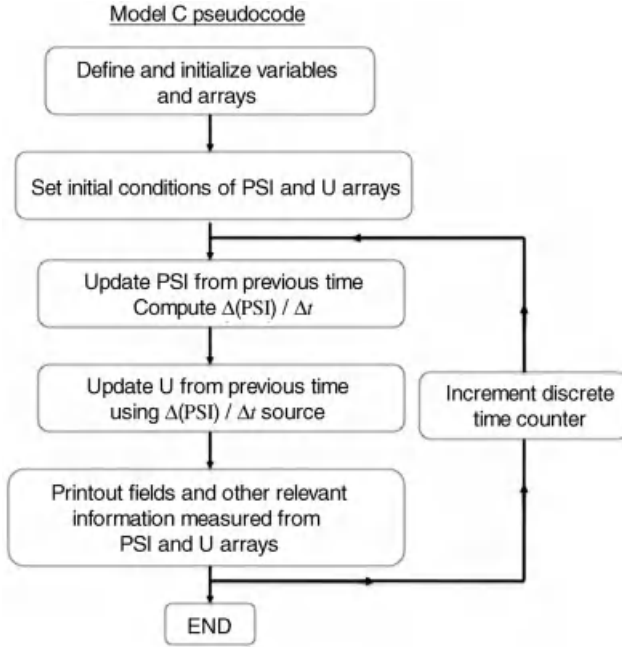 Model C pseudocode
Define and initialize variables
and arrays
Set initial conditions of PSI and U arrays
Update PSI from previous time
Compute Δ(PSI) / Δt
Update U from previous time
using Δ(PSI) / Δt source
Increment discrete
time counter
Printout fields and other relevant
information measured from
PSI and U arrays
END